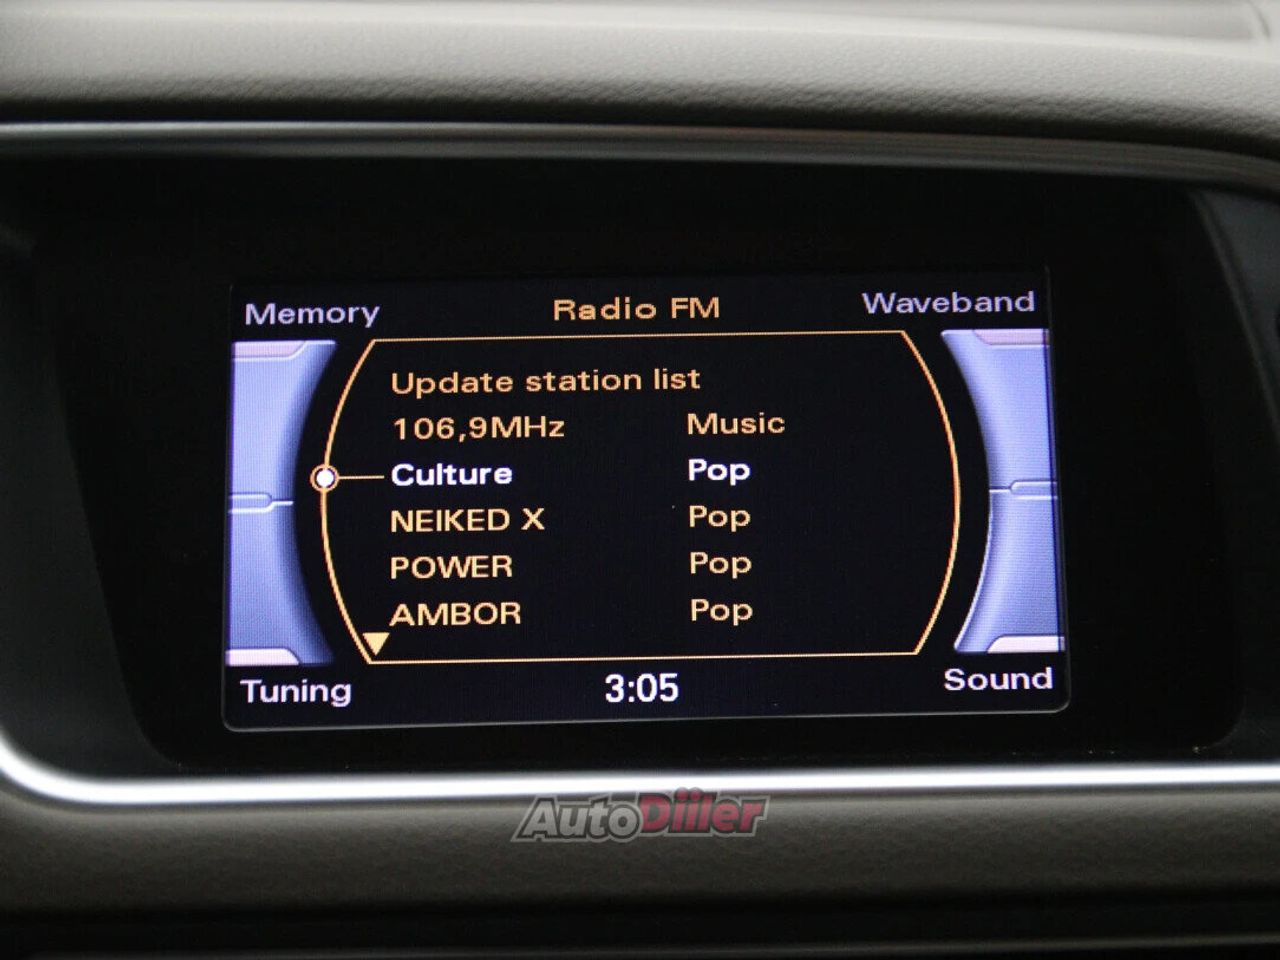 Memory Radio FM Waveband
Update station list
106,9MHz Music
Culture Pop
NEIKED X Pop
POWER Pop
AMBOR Pop
Tuning 3:05 Sound
AutoDiiler